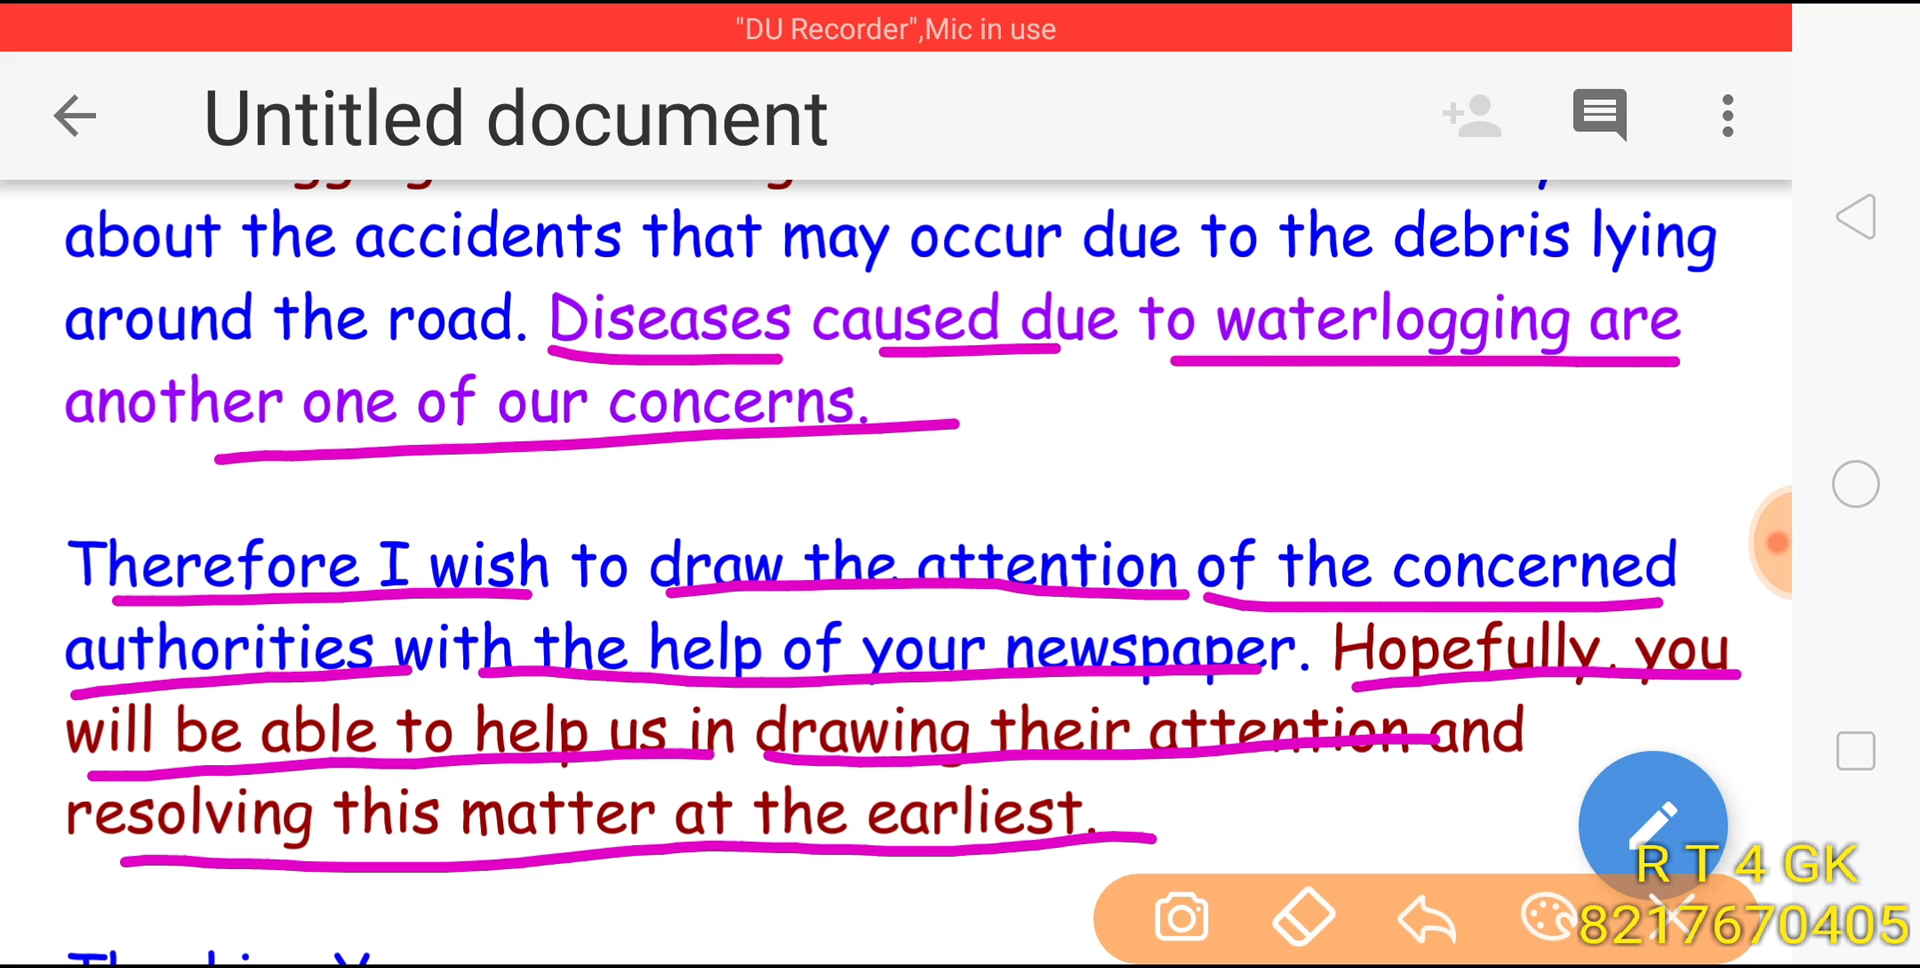 "DU Recorder",Mic in use
Untitled document
about the accidents that may occur due to the debris lying
around the road. Diseases caused due to waterlogging are
another one of our concerns.
Therefore I wish to draw the attention of the concerned
authorities with the help of your newspaper. Hopefully, you
will be able to help us in drawing their attention and
resolving this matter at the earliest.
R T 4 GK
8217670405